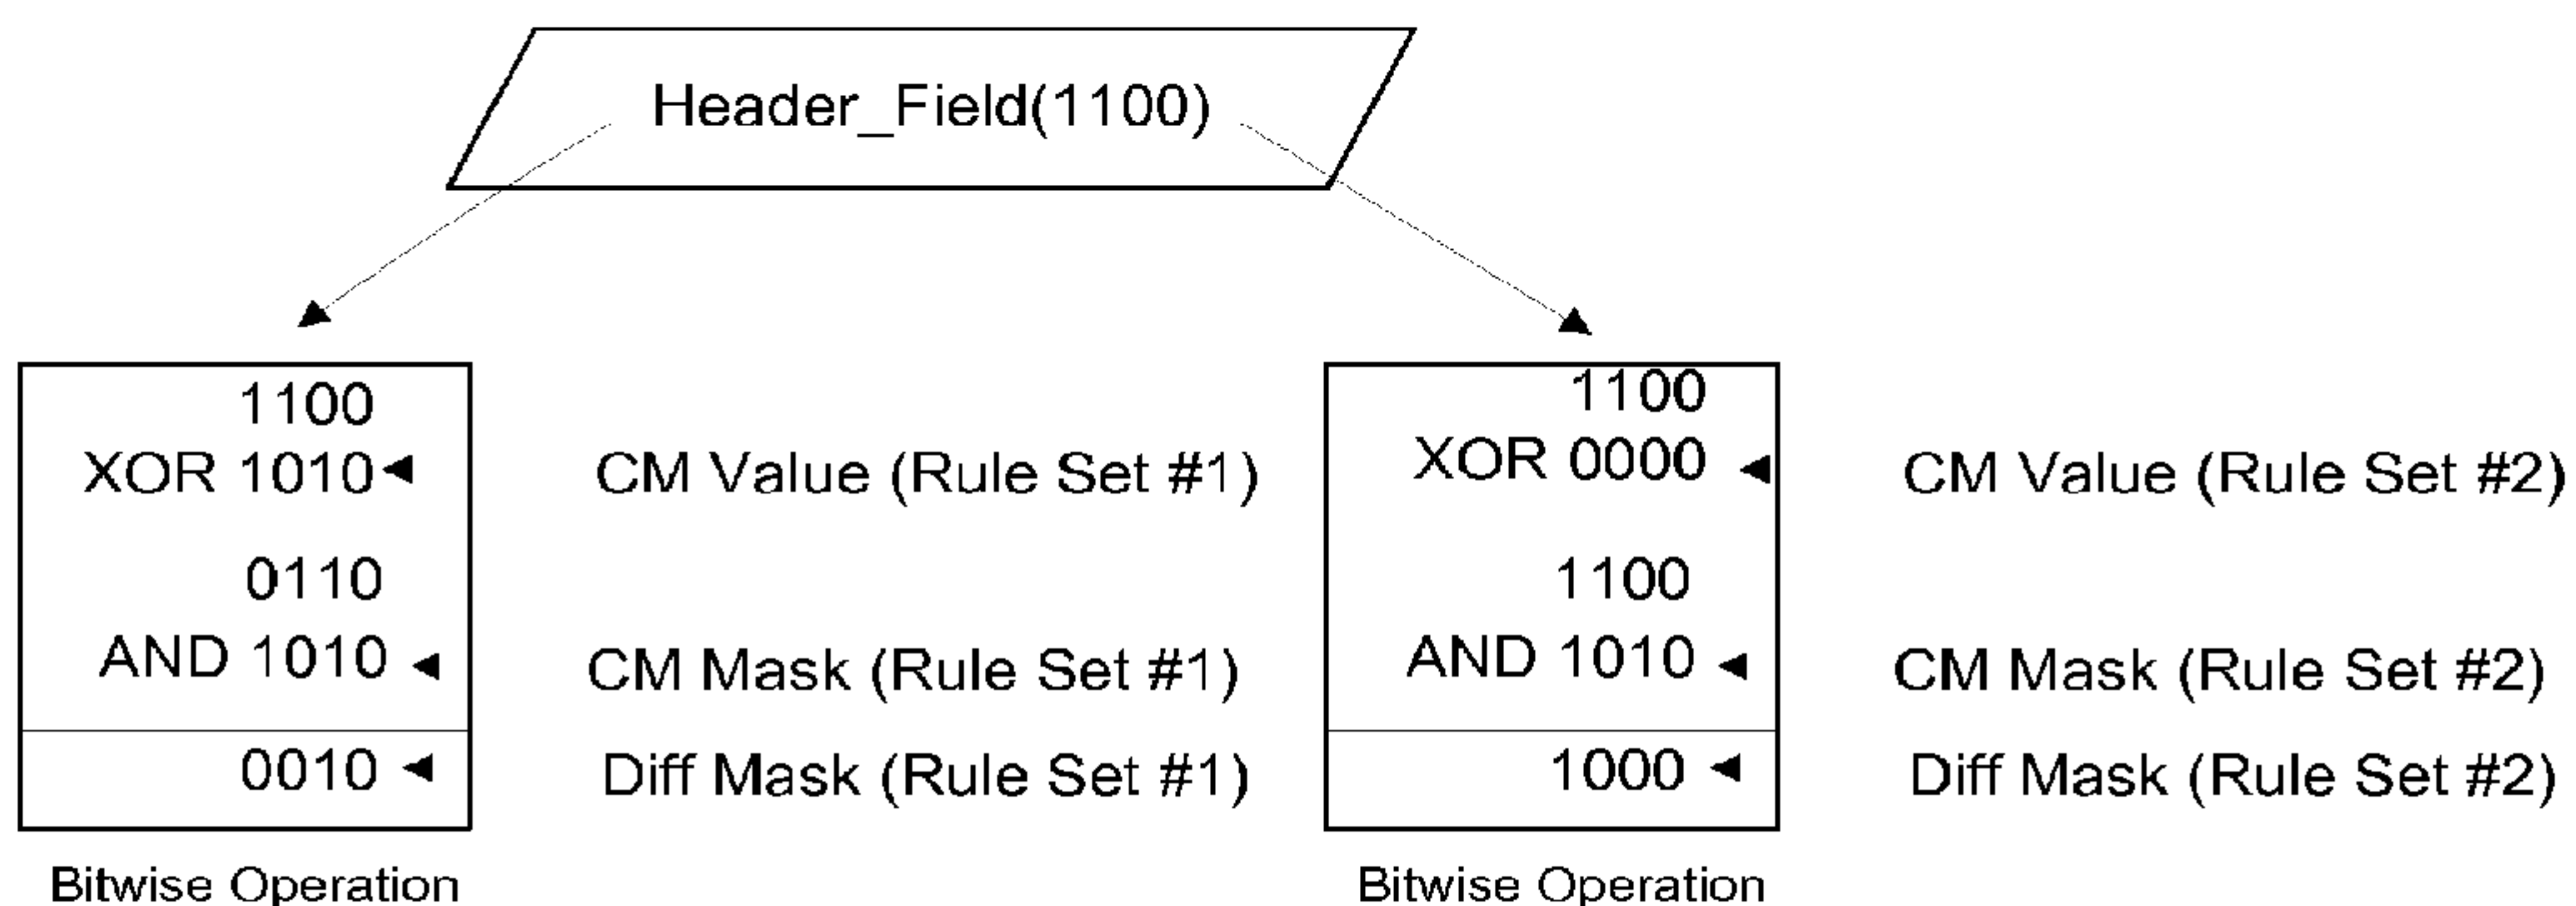 Header_Field(1100)
1100
XOR 1010
0110
AND 1010
0010
Bitwise Operation
CM Value (Rule Set #1)
CM Mask (Rule Set #1)
Diff Mask (Rule Set #1)
1100
XOR 0000
1100
AND 1010
1000
Bitwise Operation
CM Value (Rule Set #2)
CM Mask (Rule Set #2)
Diff Mask (Rule Set #2)